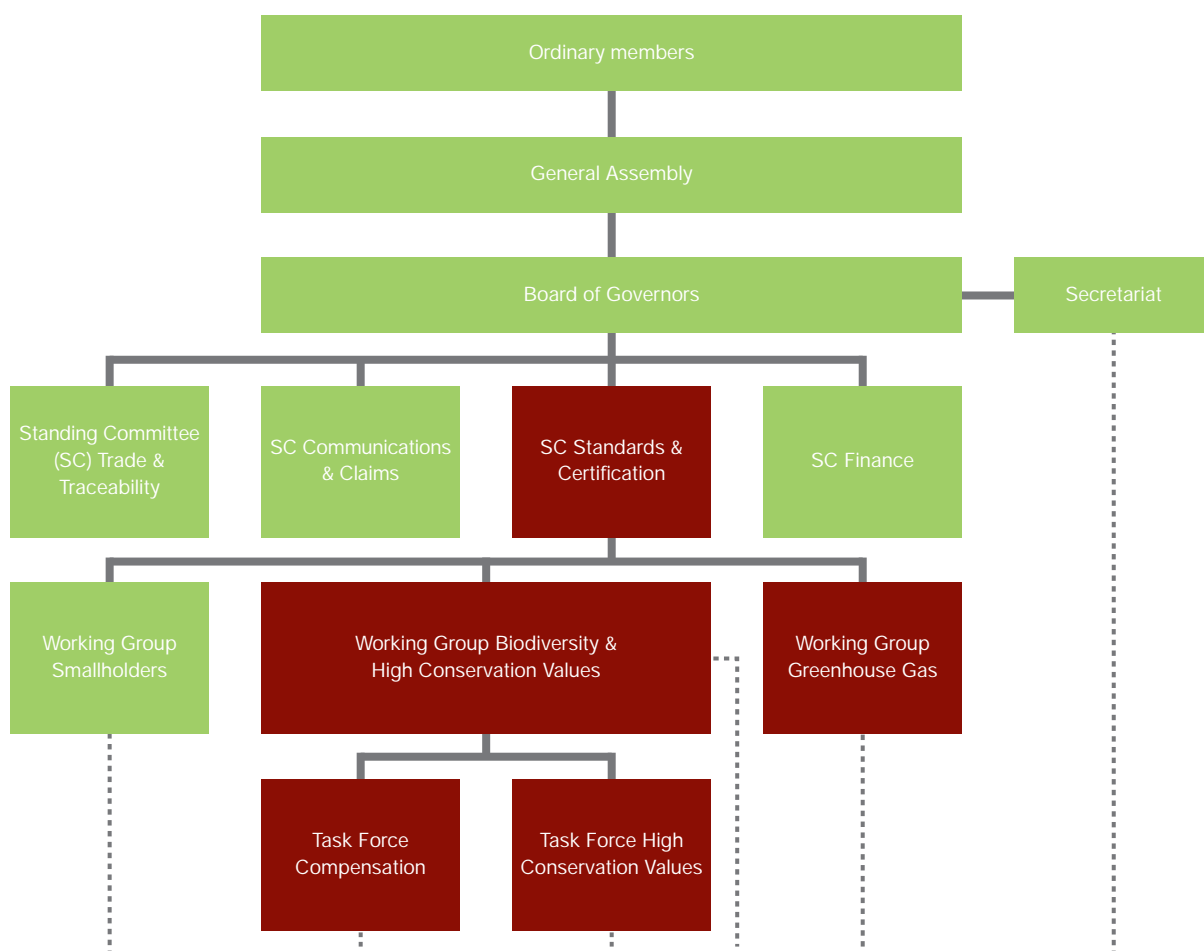 Ordinary members
General Assembly
Board of Governors
Secretariat
Standing Committee
(SC) Trade &
Traceability
SC Communications
& Claims
SC Standards &
Certification
SC Finance
Working Group
Smallholders
Working Group Biodiversity &
High Conservation Values
Working Group
Greenhouse Gas
Task Force
Compensation
Task Force High
Conservation Values